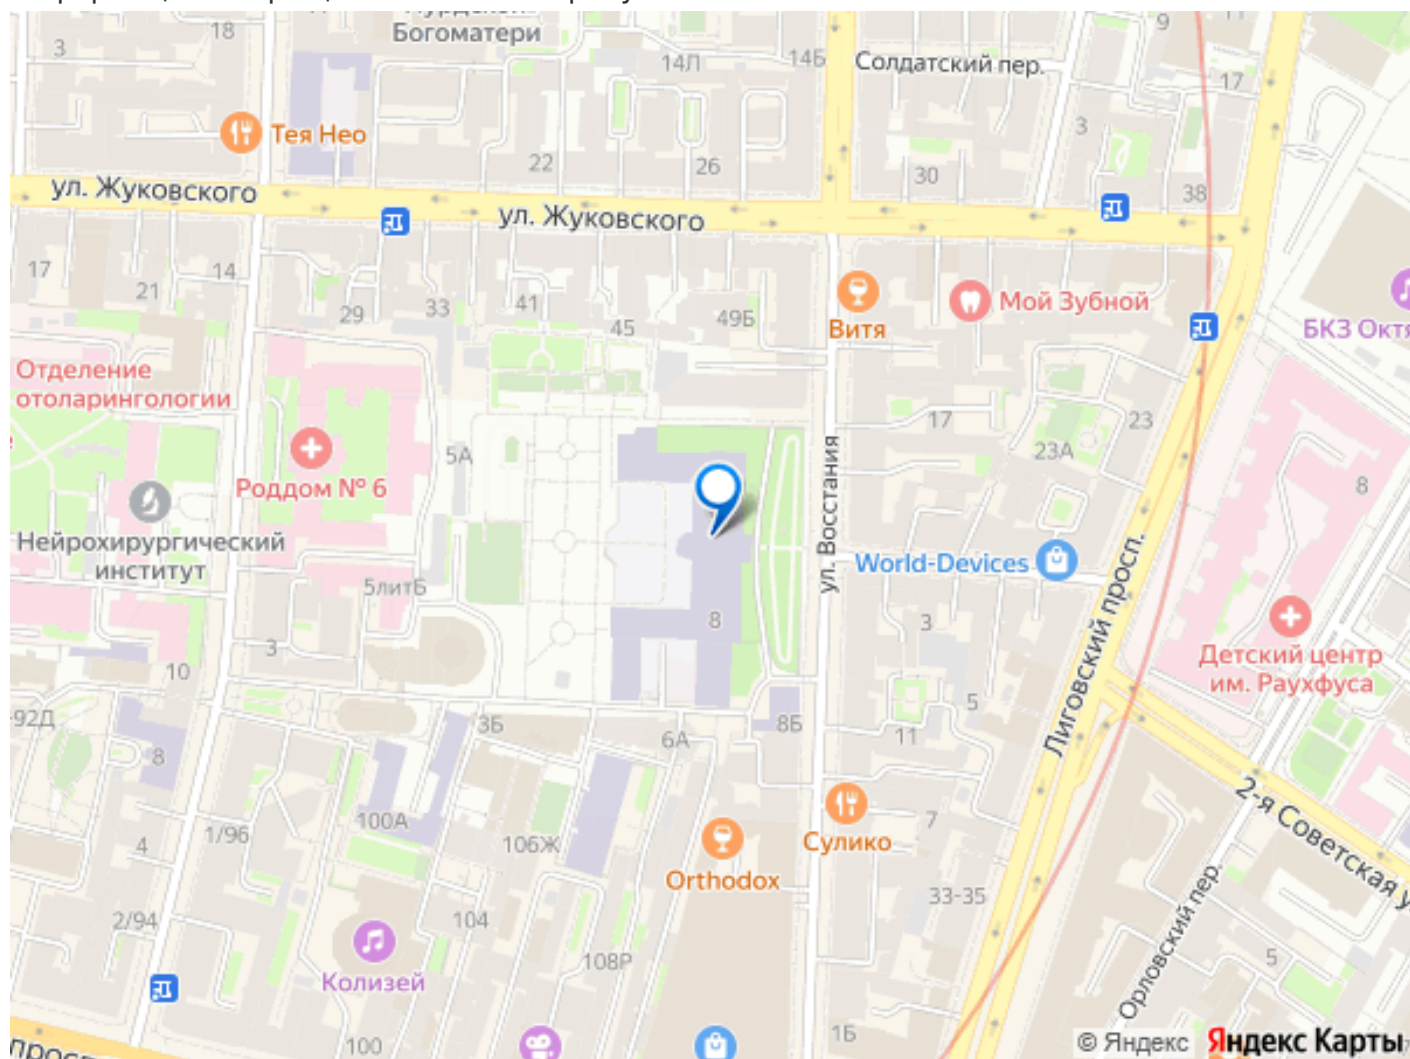 Богоматери
18
3
14Л
14Б
Солдатский пер.
9
11
17
Тея Нео
3
22
26
30
38
ул. Жуковского
ул. Жуковского
17
21
14
29
33
41
45
49Б
Витя
Мой Зубной
БКЗ Октя
Отделение
отоларингологии
17
23
23А
5А
ул. Восстания
Роддом № 6
8
Нейрохирургический
институт
World-Devices
Лиговский просп.
5литБ
8
3
3
Детский центр
им. Раухфуса
10
5
-92Д
3Б
6А
8Б
11
8
2-я Советская у
1/96
100А
106Ж
4
7
Сулико
Orthodox
33-35
2/94
104
108Р
Орловский пер.
5
Колизей
100
1Б
© Яндекс Яндекс Карты